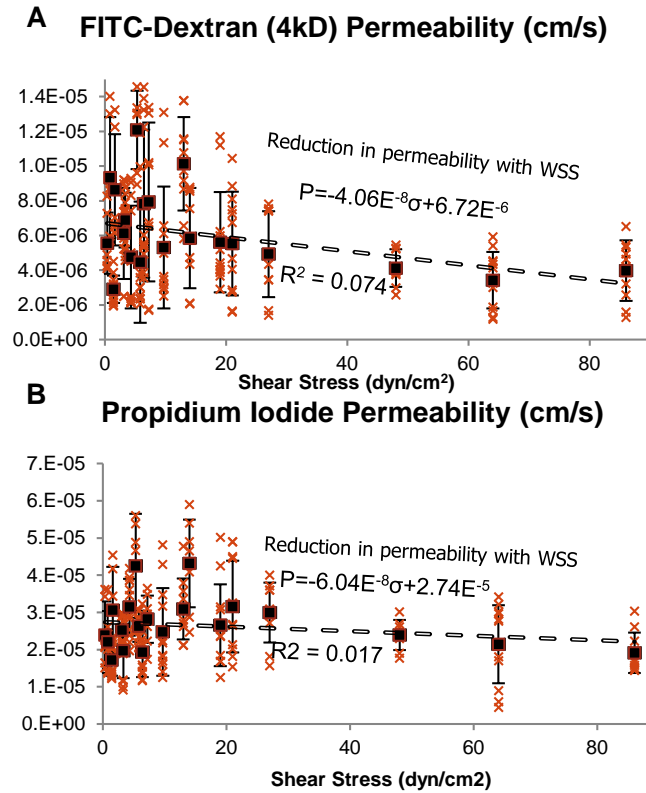 A
FITC-Dextran (4kD) Permeability (cm/s)
1.4E-05
1.2E-05
1.0E-05
8.0E-06
6.0E-06
4.0E-06
2.0E-06
0.0E+00
Reduction in permeability with WSS
P=-4.06E⁻⁸σ+6.72E⁻⁶
R² = 0.074
0 20 40 60 80
Shear Stress (dyn/cm²)
B
Propidium Iodide Permeability (cm/s)
7.E-05
6.E-05
5.E-05
4.E-05
3.E-05
2.E-05
1.E-05
0.E+00
Reduction in permeability with WSS
P=-6.04E⁻⁸σ+2.74E⁻⁵
R2 = 0.017
0 20 40 60 80
Shear Stress (dyn/cm2)